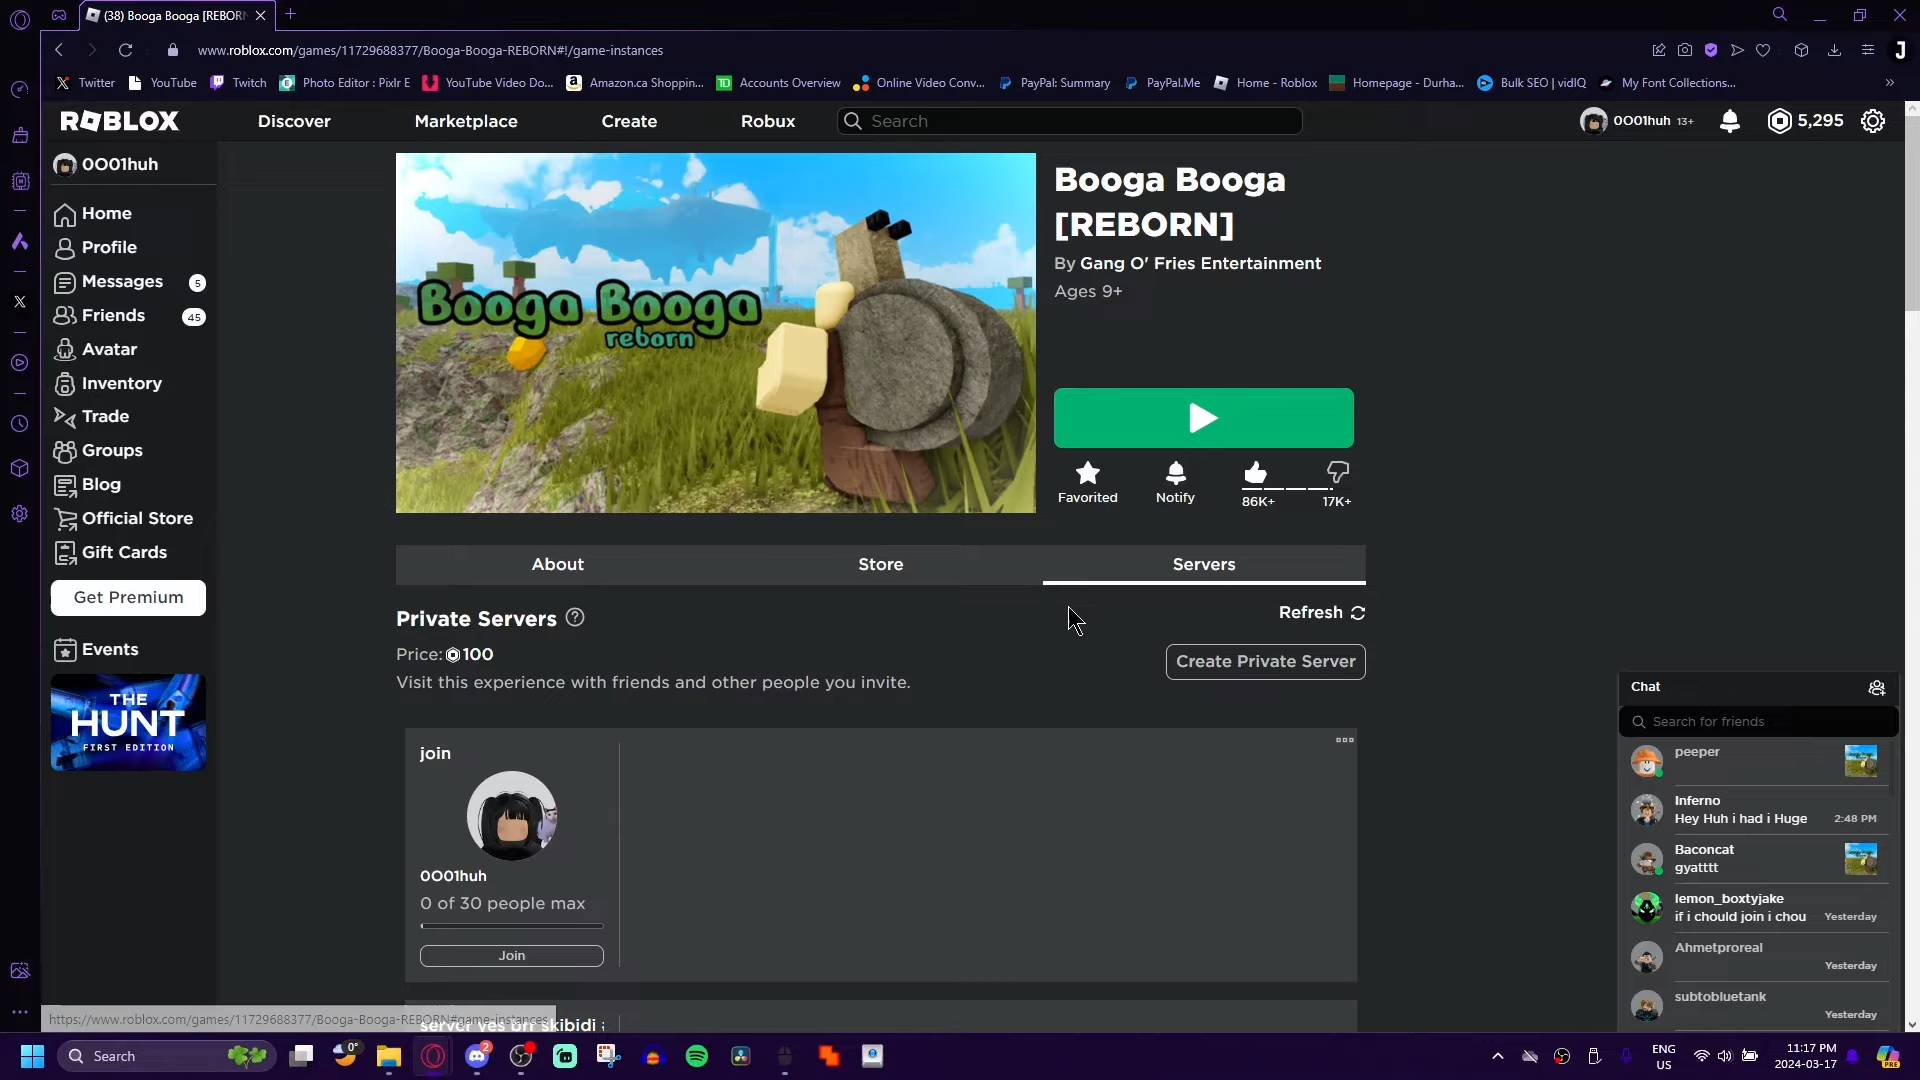 (38) Booga Booga [REBORN
www.roblox.com/games/11729688377/Booga-Booga-REBORN#!/game-instances
J
Twitter
YouTube
Twitch
Photo Editor : Pixlr E
YouTube Video Do...
Amazon.ca Shoppin...
Accounts Overview
Online Video Conv...
PayPal: Summary
PayPal.Me
Home - Roblox
Homepage - Durha...
Bulk SEO | vidIQ
My Font Collections...
ROBLOX
Discover
Marketplace
Create
Robux
Search
0O01huh 13+
5,295
0O01huh
Home
Profile
Messages 5
Friends 45
Avatar
Inventory
Trade
Groups
Blog
Official Store
Gift Cards
Get Premium
Events
THE
HUNT
FIRST EDITION
Booga Booga
reborn
Booga Booga
[REBORN]
By Gang O' Fries Entertainment
Ages 9+
Favorited
Notify
86K+
17K+
About
Store
Servers
Private Servers
Refresh
Price: 100
Create Private Server
Visit this experience with friends and other people you invite.
join
0O01huh
0 of 30 people max
Join
Chat
Search for friends
peeper
Inferno
Hey Huh i had i Huge 2:48 PM
Baconcat
gyatttt
lemon_boxtyjake
if i chould join i chou Yesterday
Ahmetproreal
Yesterday
subtobluetank
Yesterday
https://www.roblox.com/games/11729688377/Booga-Booga-REBORN#game-instances
server yes brr skibidi
Search
0°
2
ENG
US
11:17 PM
2024-03-17
PRE